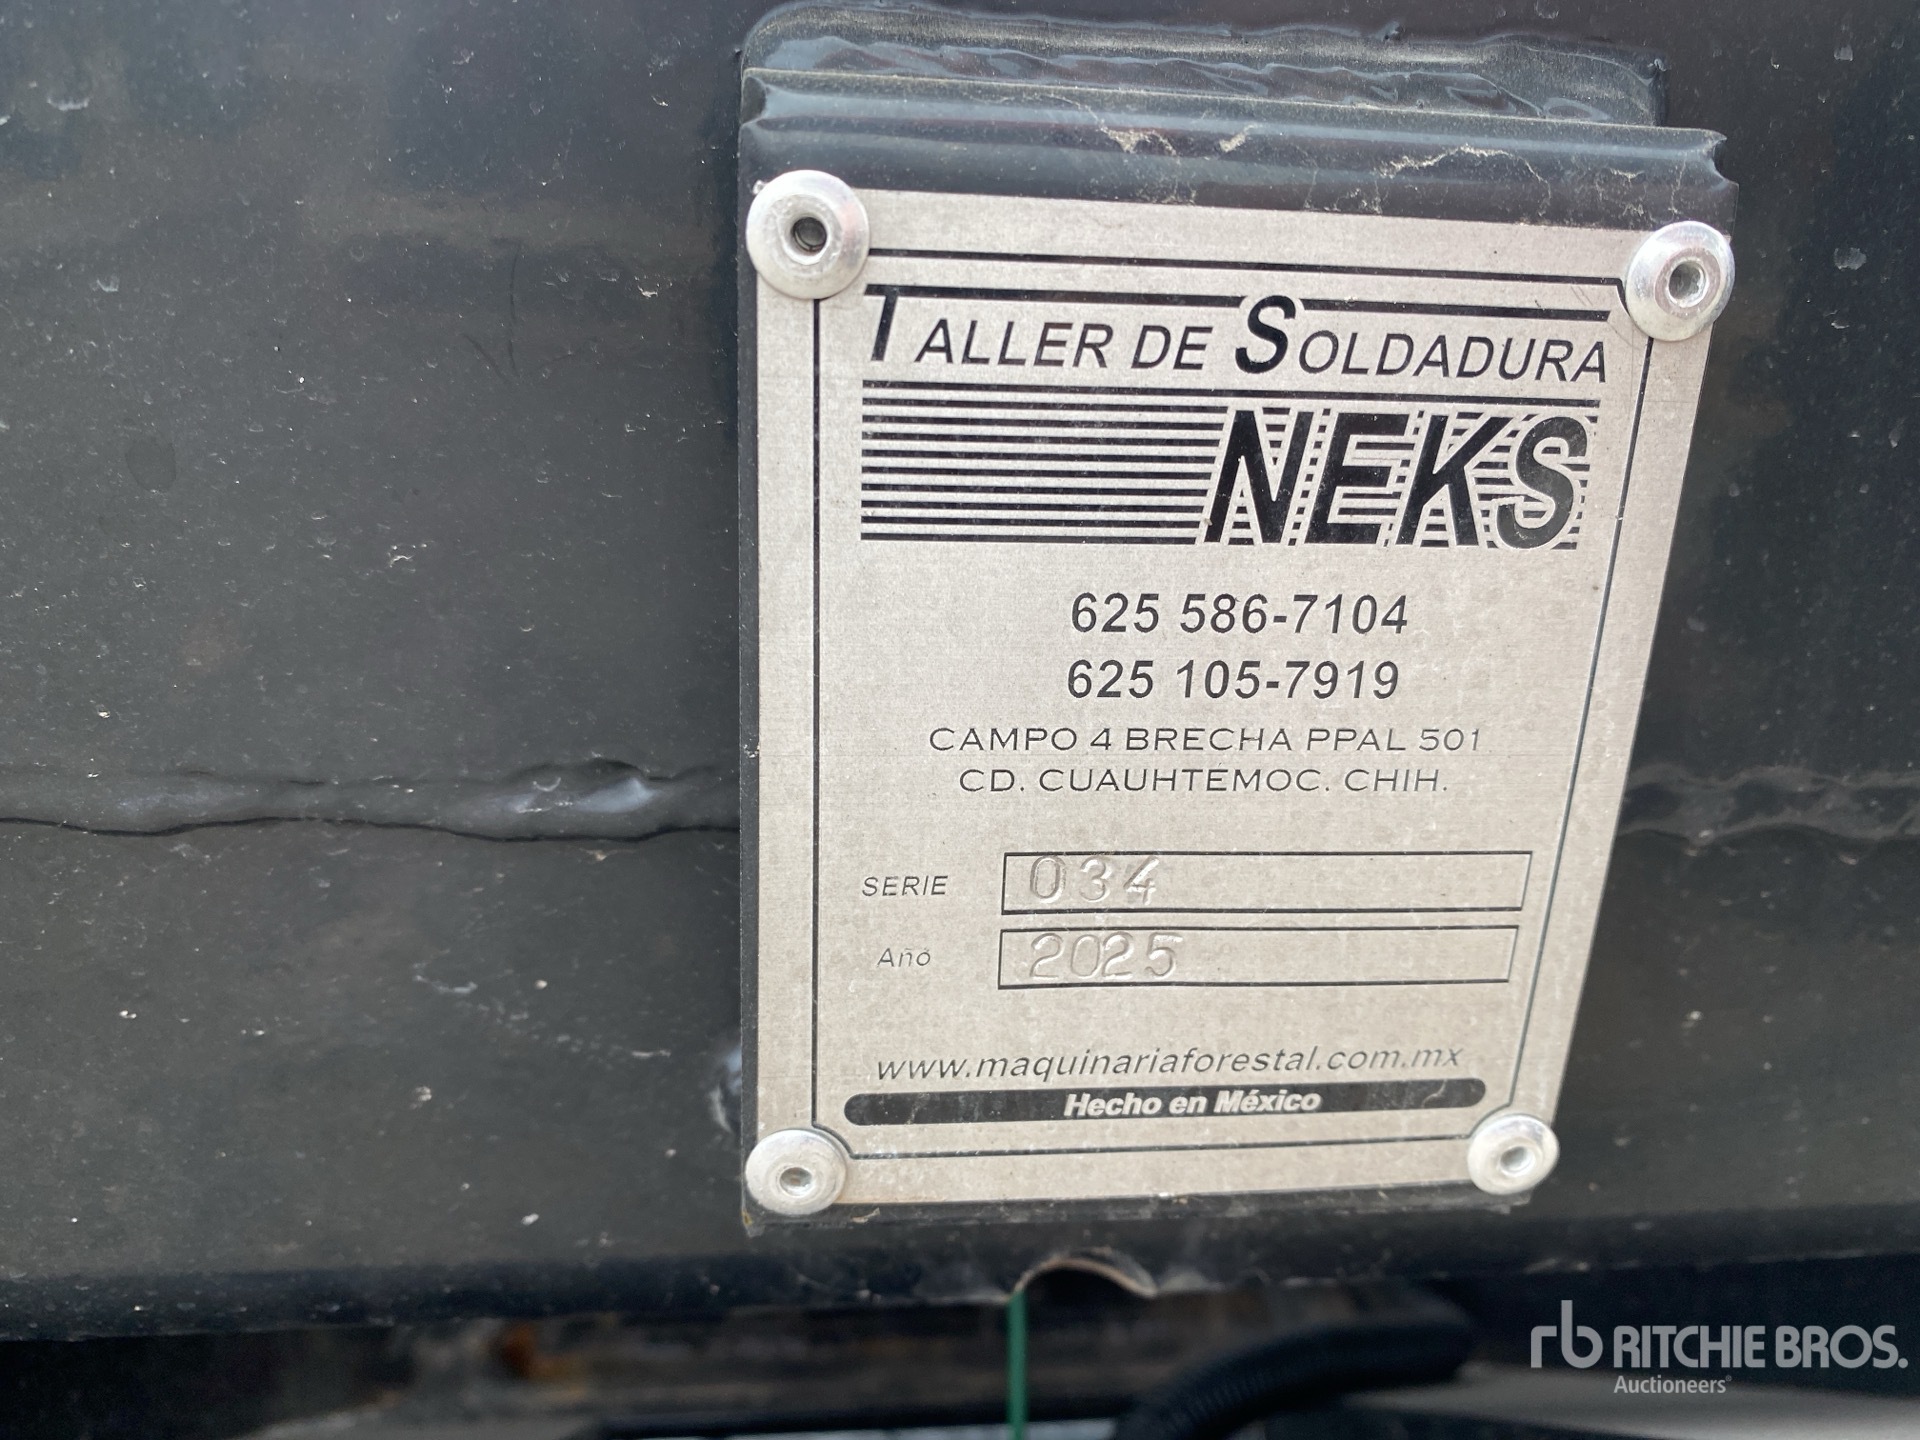 TALLER DE SOLDADURA
NEKS
625 586-7104
625 105-7919
CAMPO 4 BRECHA PPAL 501
CD. CUAUHTEMOC. CHIH.
SERIE 034
Año 2025
www.maquinariaforestal.com.mx
Hecho en México
rb RITCHIE BROS.
Auctioneers